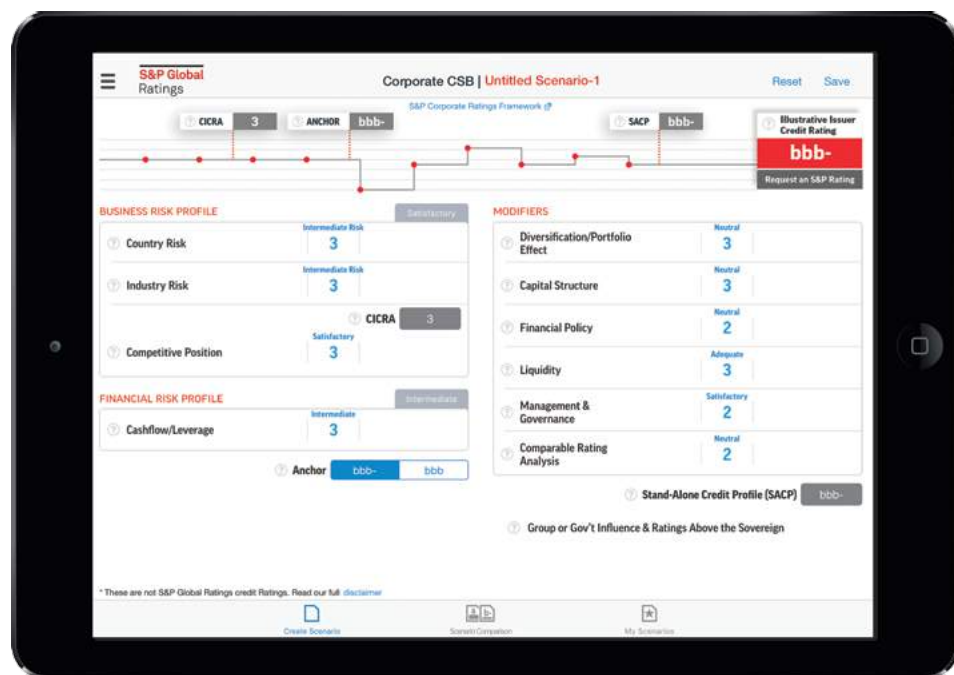 S&P Global
Ratings
Corporate CSB | Untitled Scenario-1
Reset
Save
S&P Corporate Ratings Framework
CICRA 3
ANCHOR bbb-
SACP bbb-
Illustrative Issuer
Credit Rating
bbb-
Request an S&P Rating
BUSINESS RISK PROFILE
Satisfactory
Intermediate Risk
Country Risk 3
Intermediate Risk
Industry Risk 3
CICRA 3
Satisfactory
Competitive Position 3
FINANCIAL RISK PROFILE
Intermediate
Intermediate
Cashflow/Leverage 3
Anchor bbb- bbb
MODIFIERS
Neutral
Diversification/Portfolio
Effect
3
Neutral
Capital Structure 3
Neutral
Financial Policy 2
Adequate
Liquidity 3
Satisfactory
Management &
Governance
2
Neutral
Comparable Rating
Analysis
2
Stand-Alone Credit Profile (SACP) bbb-
Group or Gov't Influence & Ratings Above the Sovereign
* These are not S&P Global Ratings credit Ratings. Read our full disclaimer
Create Scenario
Scenario Comparison
My Scenarios